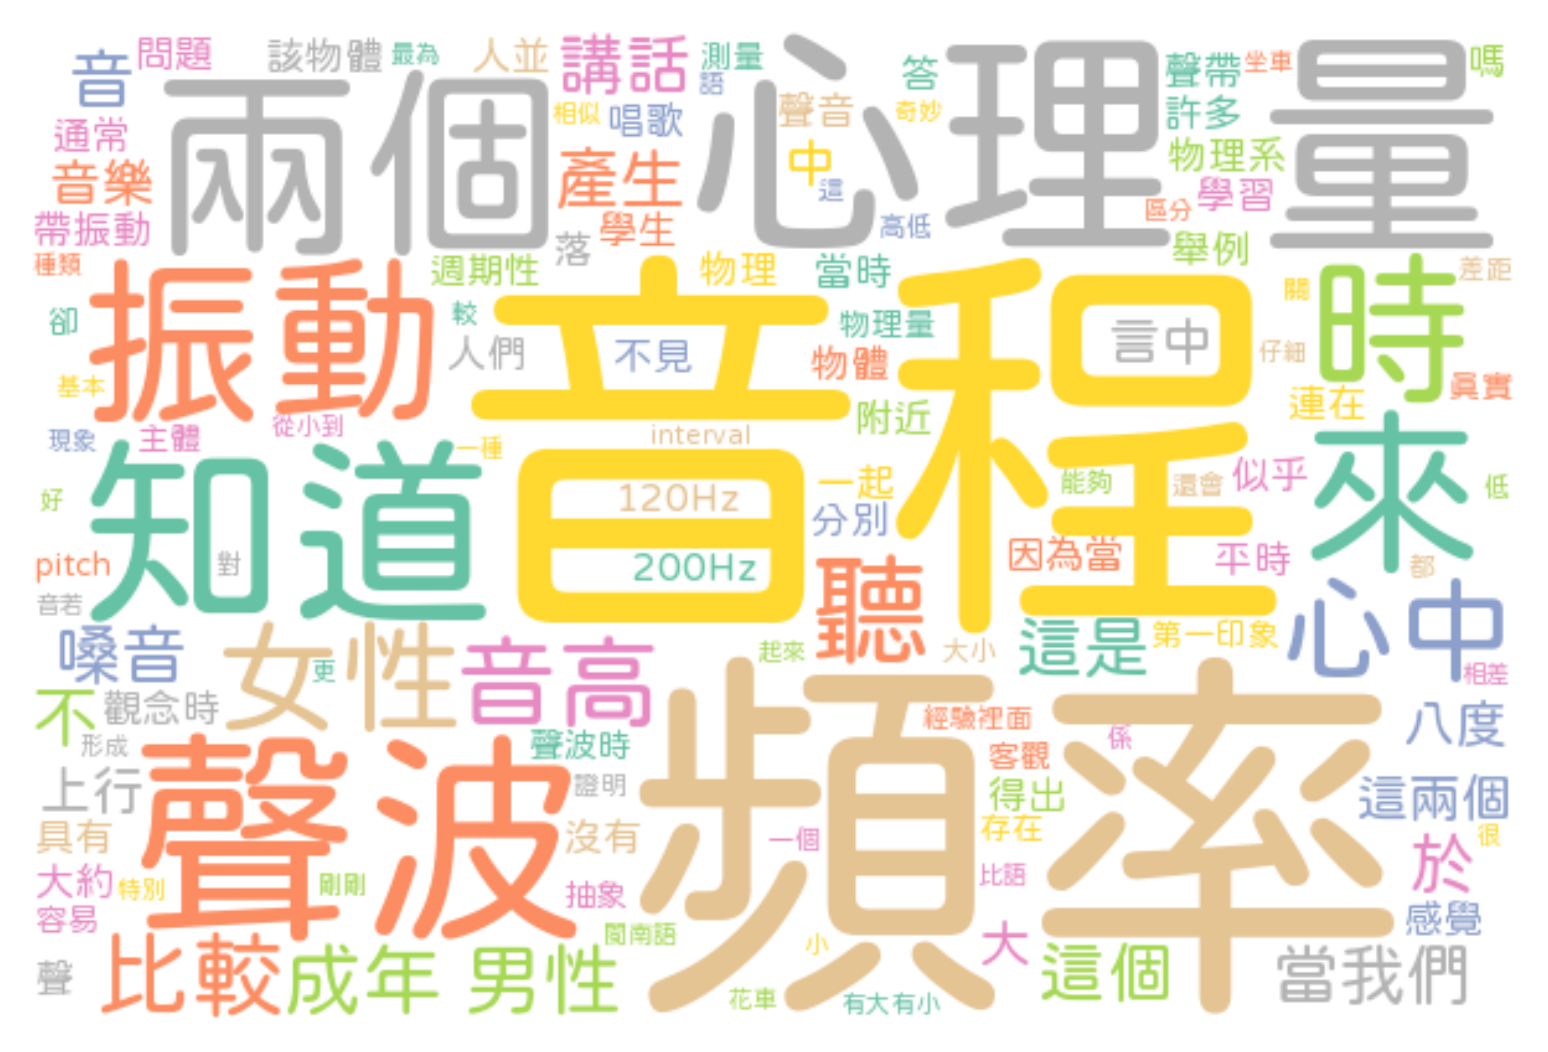 音
問題
該物體
最為
人並
講話
測量
語
心理量
答
聲帶
坐車
嗎
兩個
相似
唱歌
聲音
奇妙
許多
通常
音樂
產生
中
這
物理系
學習
區分
帶振動
落
學生
高低
舉例
種類
振動
週期性
音程
物理
當時
時
關
差距
卻
較
人們
不見
物理量
物體
言中
仔細
基本
附近
連在
真實
現象
主體
從小到
一種
interval
來
好
知道
120Hz
一起
能夠
還會
似乎
低
分別
pitch
對
200Hz
聽
因為當
平時
都
音若
嗓音
女性
更
音高
起來
大小
這是
第一印象
心中
相差
不
觀念時
形成
聲波
聲波時
頻率
經驗裡面
係
客觀
八度
上行
證明
得出
這兩個
具有
沒有
一個
存在
很
大約
特別
剛剛
抽象
比語
於
容易
閩南語
感覺
聲
比較
成年
男性
小
大
這個
當我們
花車
有大有小